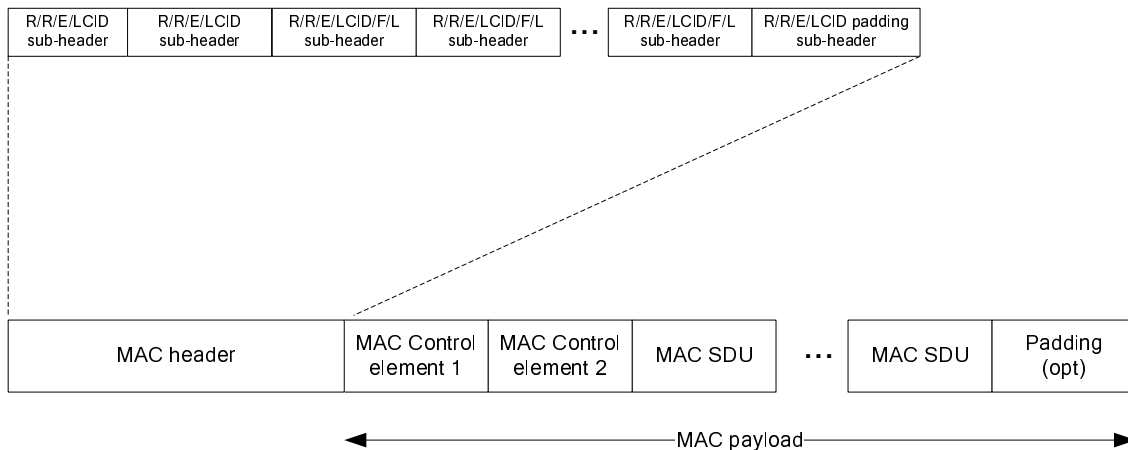 R/R/E/LCID
sub-header
R/R/E/LCID
sub-header
R/R/E/LCID/F/L
sub-header
R/R/E/LCID/F/L
sub-header
...
R/R/E/LCID/F/L
sub-header
R/R/E/LCID padding
sub-header
MAC header
MAC Control
element 1
MAC Control
element 2
MAC SDU
...
MAC SDU
Padding
(opt)
MAC payload